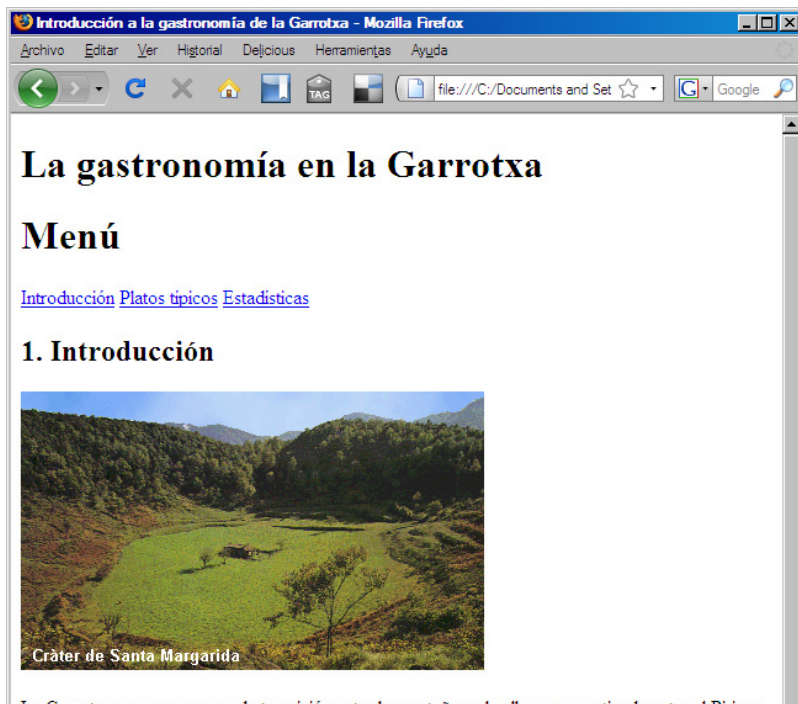 Introducción a la gastronomía de la Garrotxa - Mozilla Firefox
Archivo Editar Ver Historial Delicious Herramientas Ayuda
TAG file:///C:/Documents and Set G Google
La gastronomía en la Garrotxa
Menú
Introducción Platos típicos Estadísticas
1. Introducción
Cràter de Santa Margarida